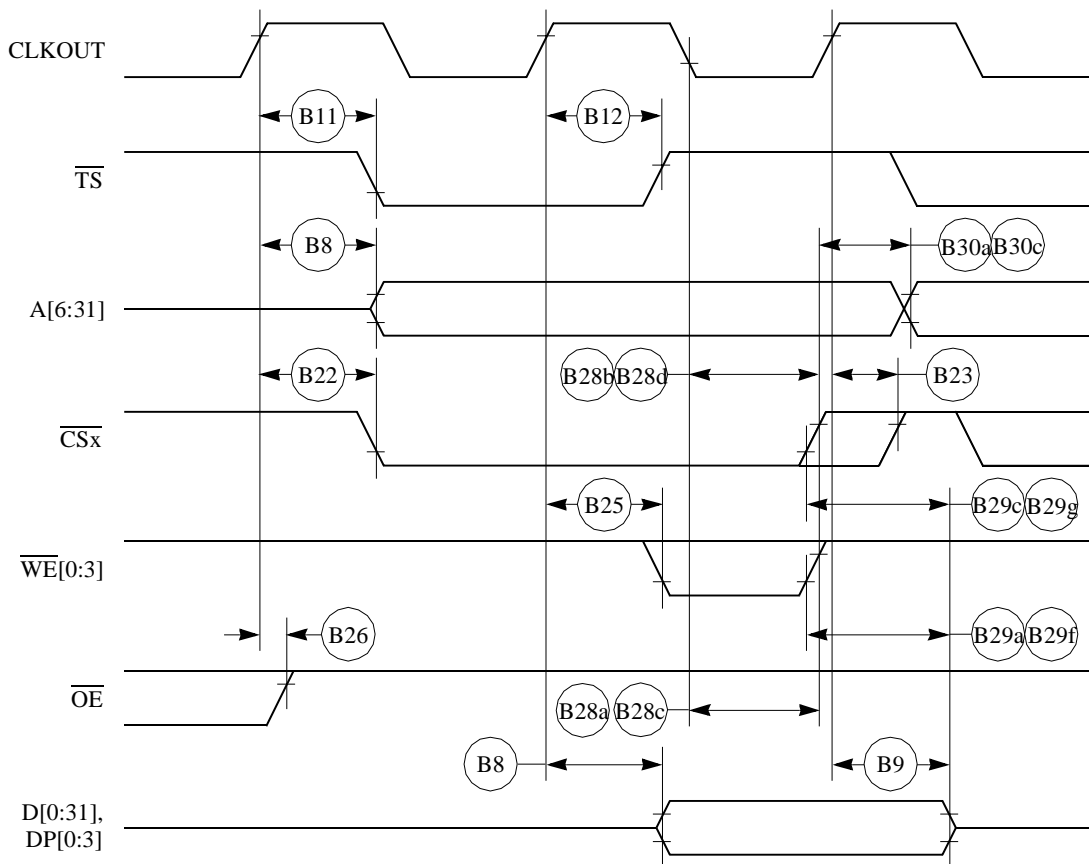 CLKOUT
B11
B12
TS
B8
B30a B30c
A[6:31]
B22
B28b B28d
B23
CSx
B25
B29c B29g
WE[0:3]
B26
B29a B29f
OE
B28a B28c
B8
B9
D[0:31],
DP[0:3]